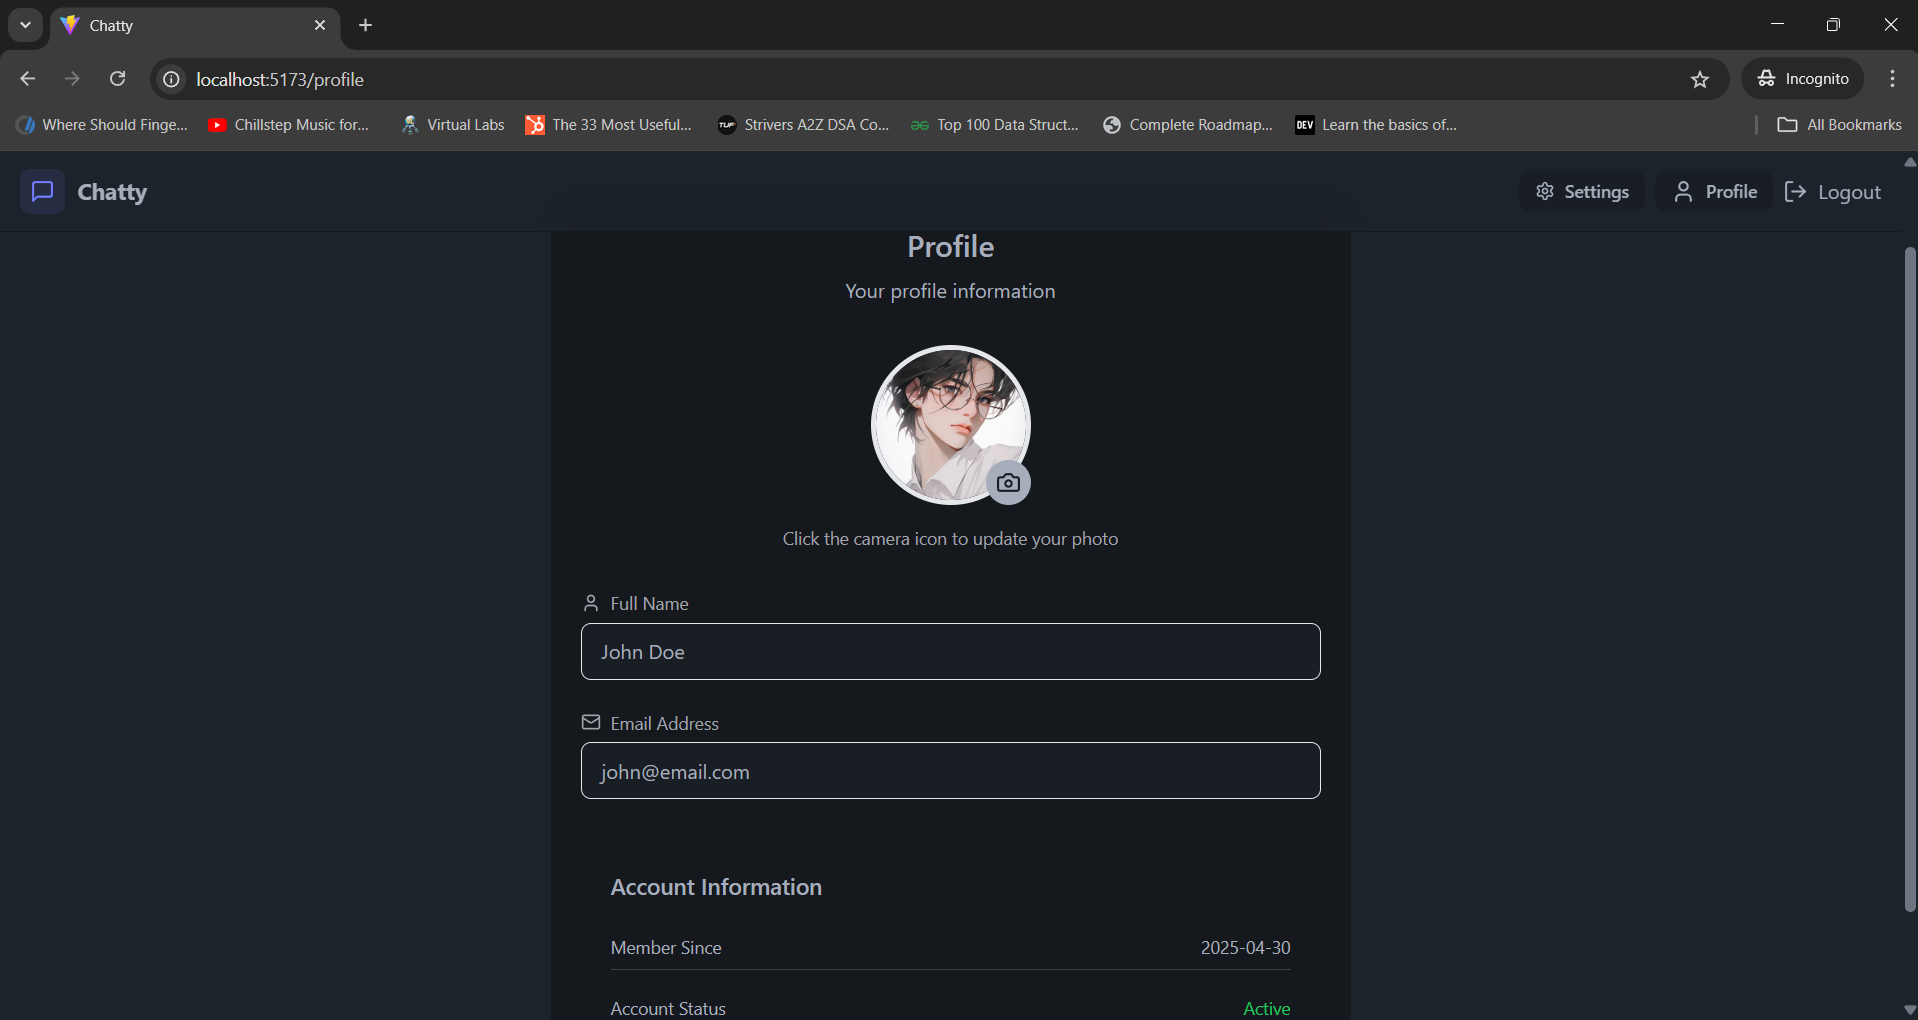 Chatty
localhost:5173/profile
Incognito
Where Should Finge...
Chillstep Music for...
Virtual Labs
The 33 Most Useful...
TUF
Strivers A2Z DSA Co...
Top 100 Data Struct...
Complete Roadmap...
DEV
Learn the basics of...
All Bookmarks
Chatty
Settings
Profile
Logout
Profile
Your profile information
Click the camera icon to update your photo
Full Name
John Doe
Email Address
john@email.com
Account Information
Member Since
2025-04-30
Account Status
Active